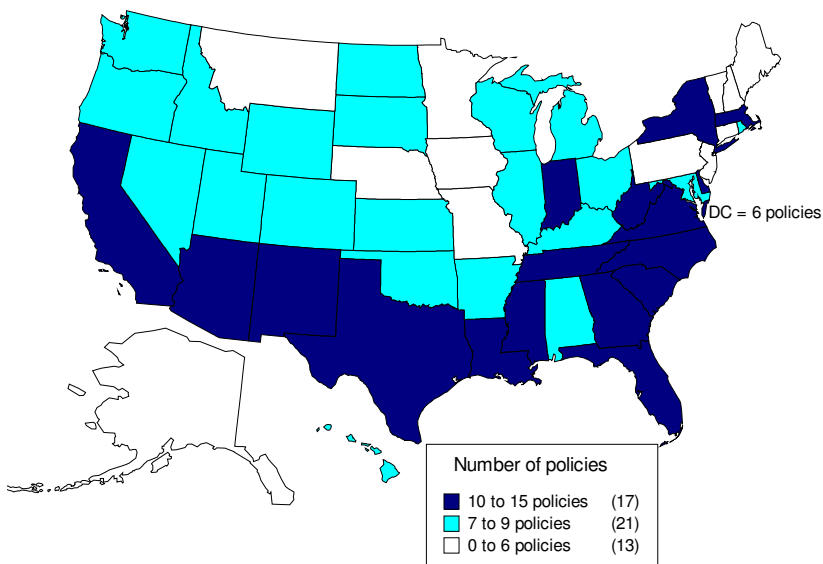 DC = 6 policies
Number of policies
10 to 15 policies (17)
7 to 9 policies (21)
0 to 6 policies (13)